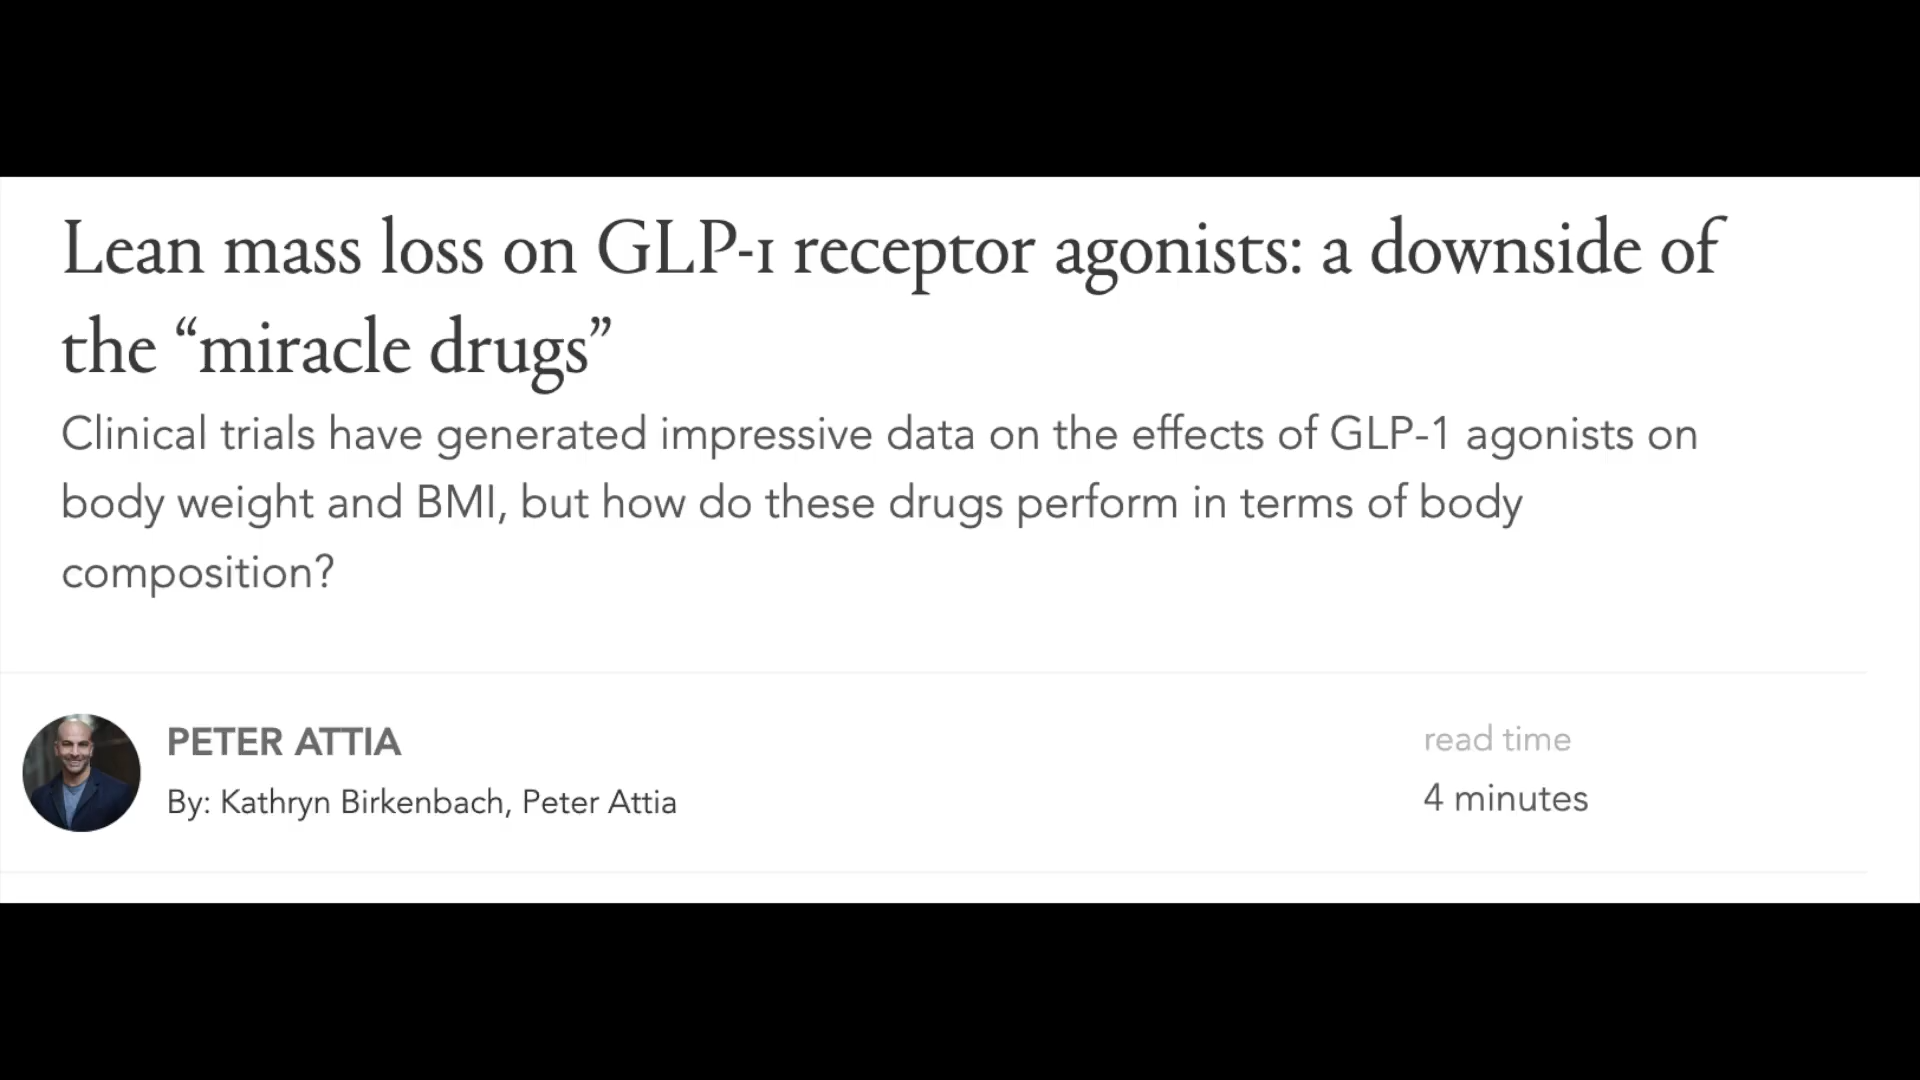 Lean mass loss on GLP-1 receptor agonists: a downside of
the “miracle drugs”
Clinical trials have generated impressive data on the effects of GLP-1 agonists on
body weight and BMI, but how do these drugs perform in terms of body
composition?
PETER ATTIA
By: Kathryn Birkenbach, Peter Attia
read time
4 minutes